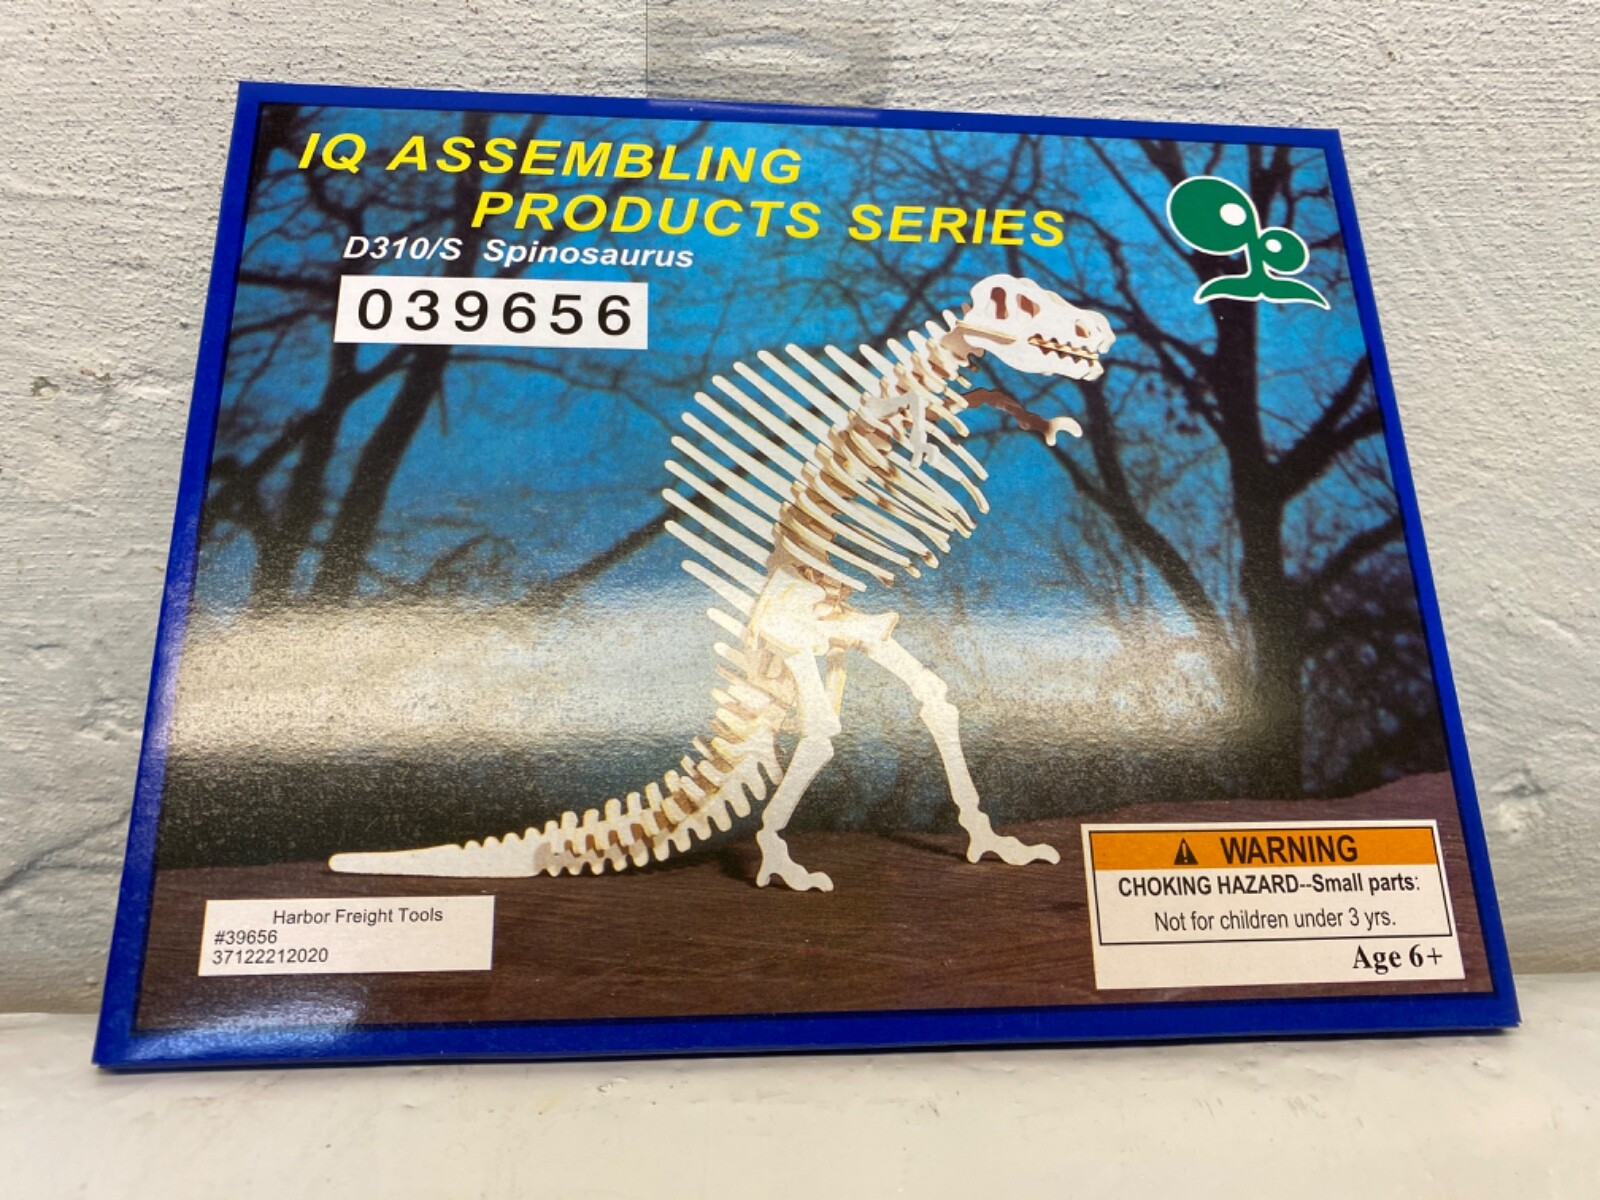 IQ ASSEMBLING
PRODUCTS SERIES
D310/S Spinosaurus
039656
WARNING
CHOKING HAZARD--Small parts:
Not for children under 3 yrs.
Age 6+
Harbor Freight Tools
#39656
37122212020